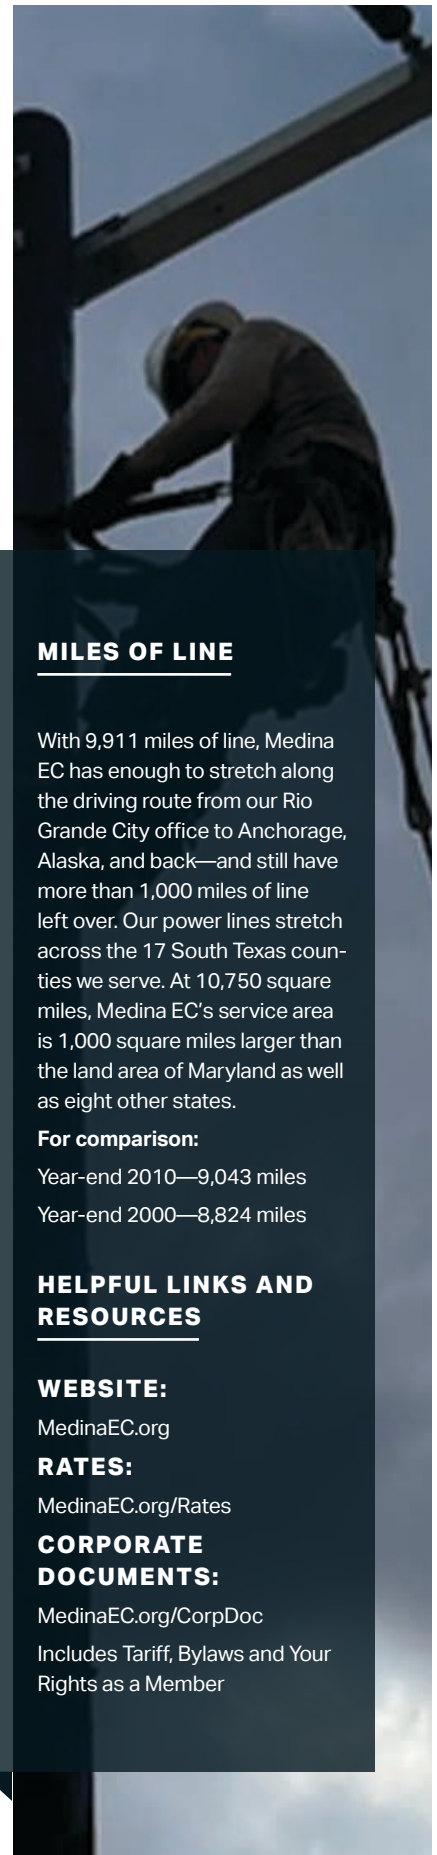 MILES OF LINE
With 9,911 miles of line, Medina
EC has enough to stretch along
the driving route from our Rio
Grande City office to Anchorage,
Alaska, and back—and still have
more than 1,000 miles of line
left over. Our power lines stretch
across the 17 South Texas coun-
ties we serve. At 10,750 square
miles, Medina EC's service area
is 1,000 square miles larger than
the land area of Maryland as well
as eight other states.
For comparison:
Year-end 2010—9,043 miles
Year-end 2000—8,824 miles
HELPFUL LINKS AND
RESOURCES
WEBSITE:
MedinaEC.org
RATES:
MedinaEC.org/Rates
CORPORATE
DOCUMENTS:
MedinaEC.org/CorpDoc
Includes Tariff, Bylaws and Your
Rights as a Member